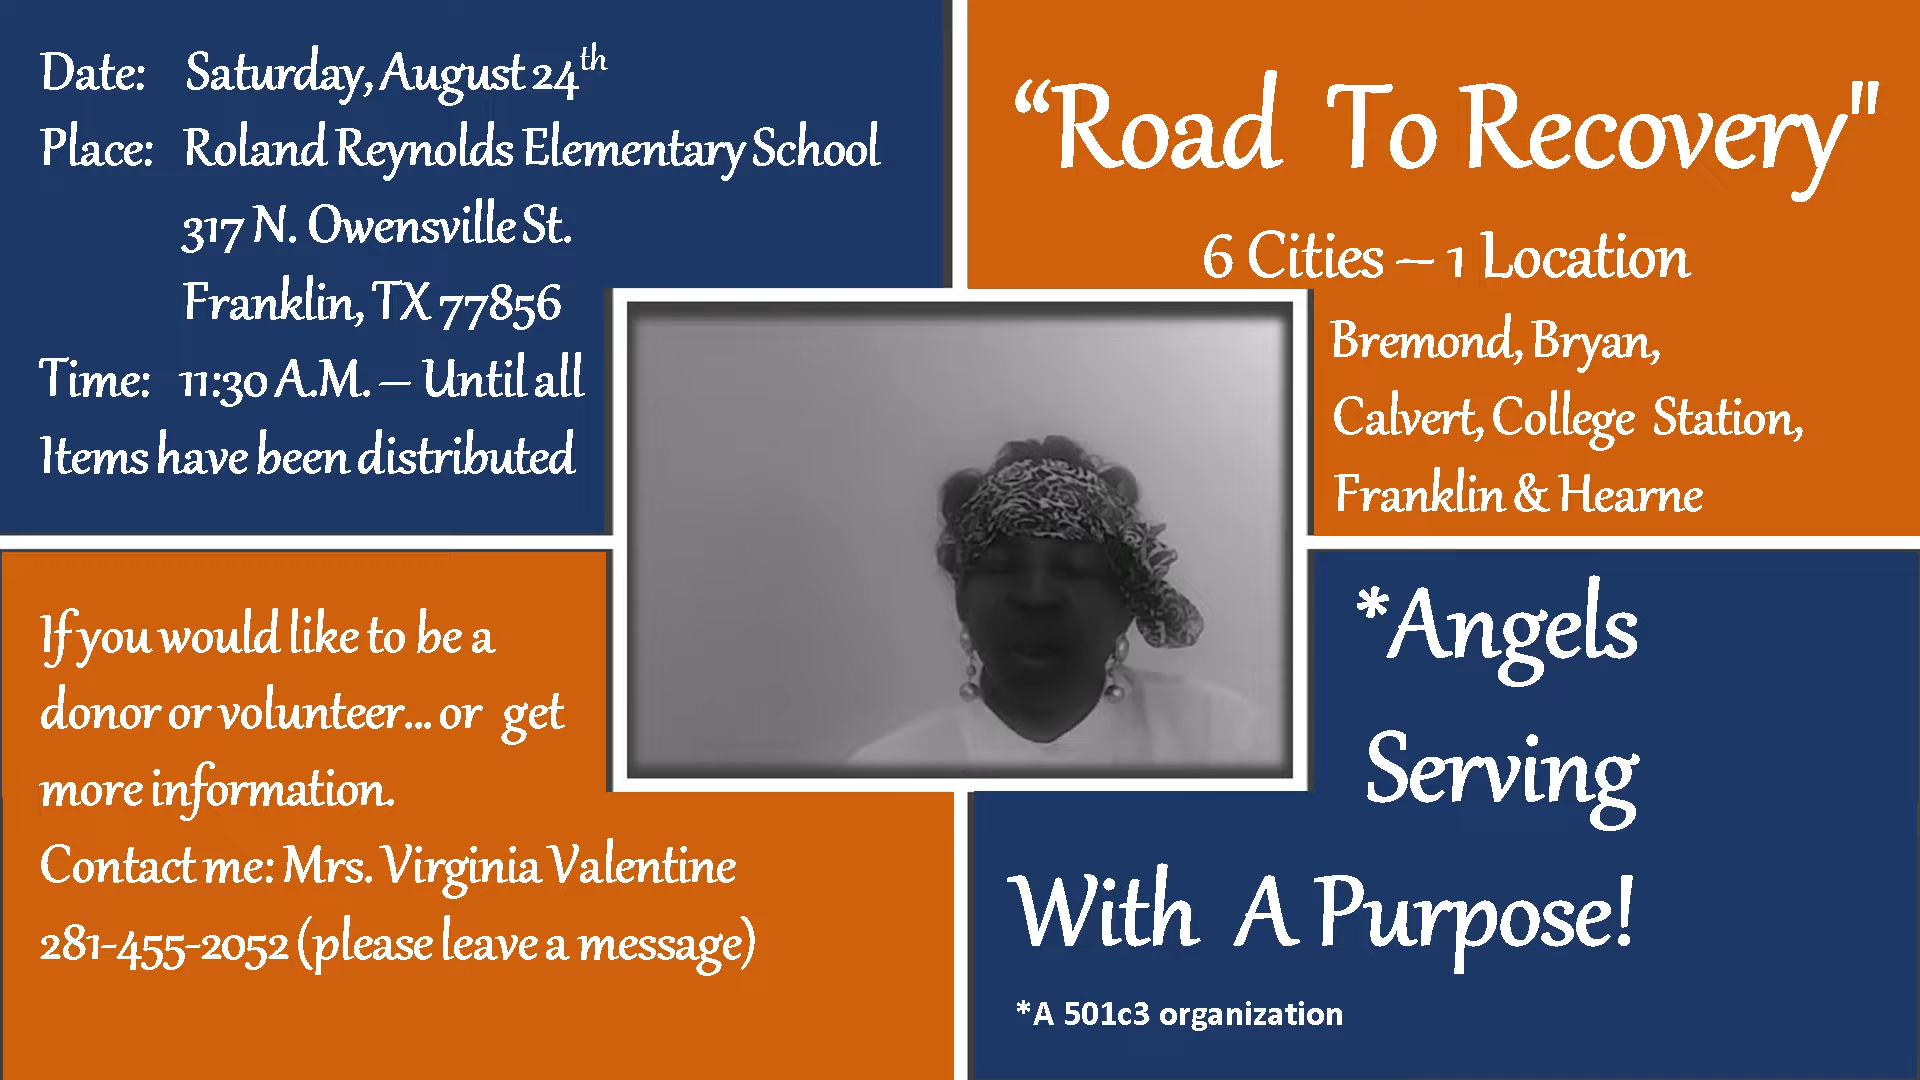 Date: Saturday, August 24th
Place: Roland Reynolds Elementary School
317 N. Owensville St.
Franklin, TX 77856
Time: 11:30 A.M. – Until all
Items have been distributed
“Road To Recovery"
6 Cities – 1 Location
Bremond, Bryan,
Calvert, College Station,
Franklin & Hearne
If you would like to be a
donor or volunteer... or get
more information.
Contact me: Mrs. Virginia Valentine
281-455-2052 (please leave a message)
*Angels
Serving
With A Purpose!
*A 501c3 organization